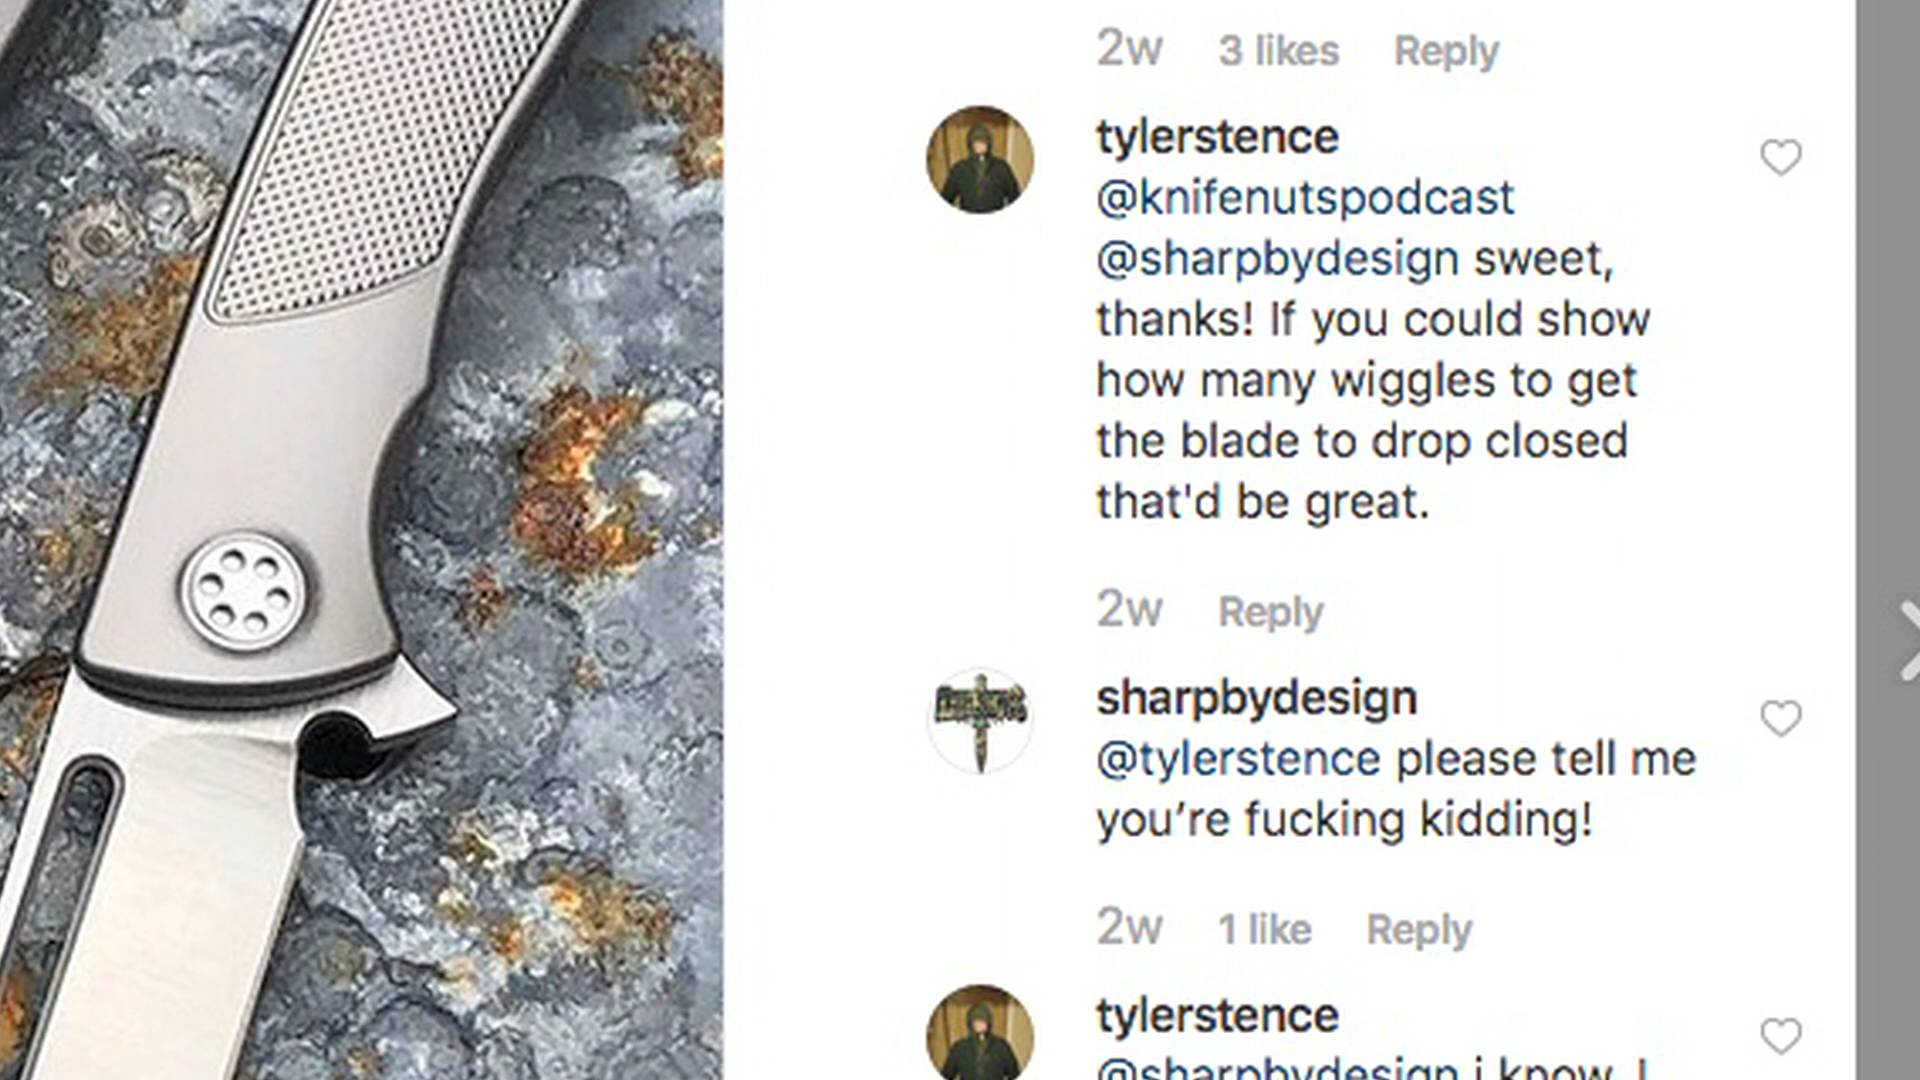 2w 3 likes Reply
tylerstence
@knifenutspodcast
@sharpbydesign sweet,
thanks! If you could show
how many wiggles to get
the blade to drop closed
that'd be great.
2w Reply
sharpbydesign
@tylerstence please tell me
you’re fucking kidding!
2w 1 like Reply
tylerstence
@sharpbydesign i know, I